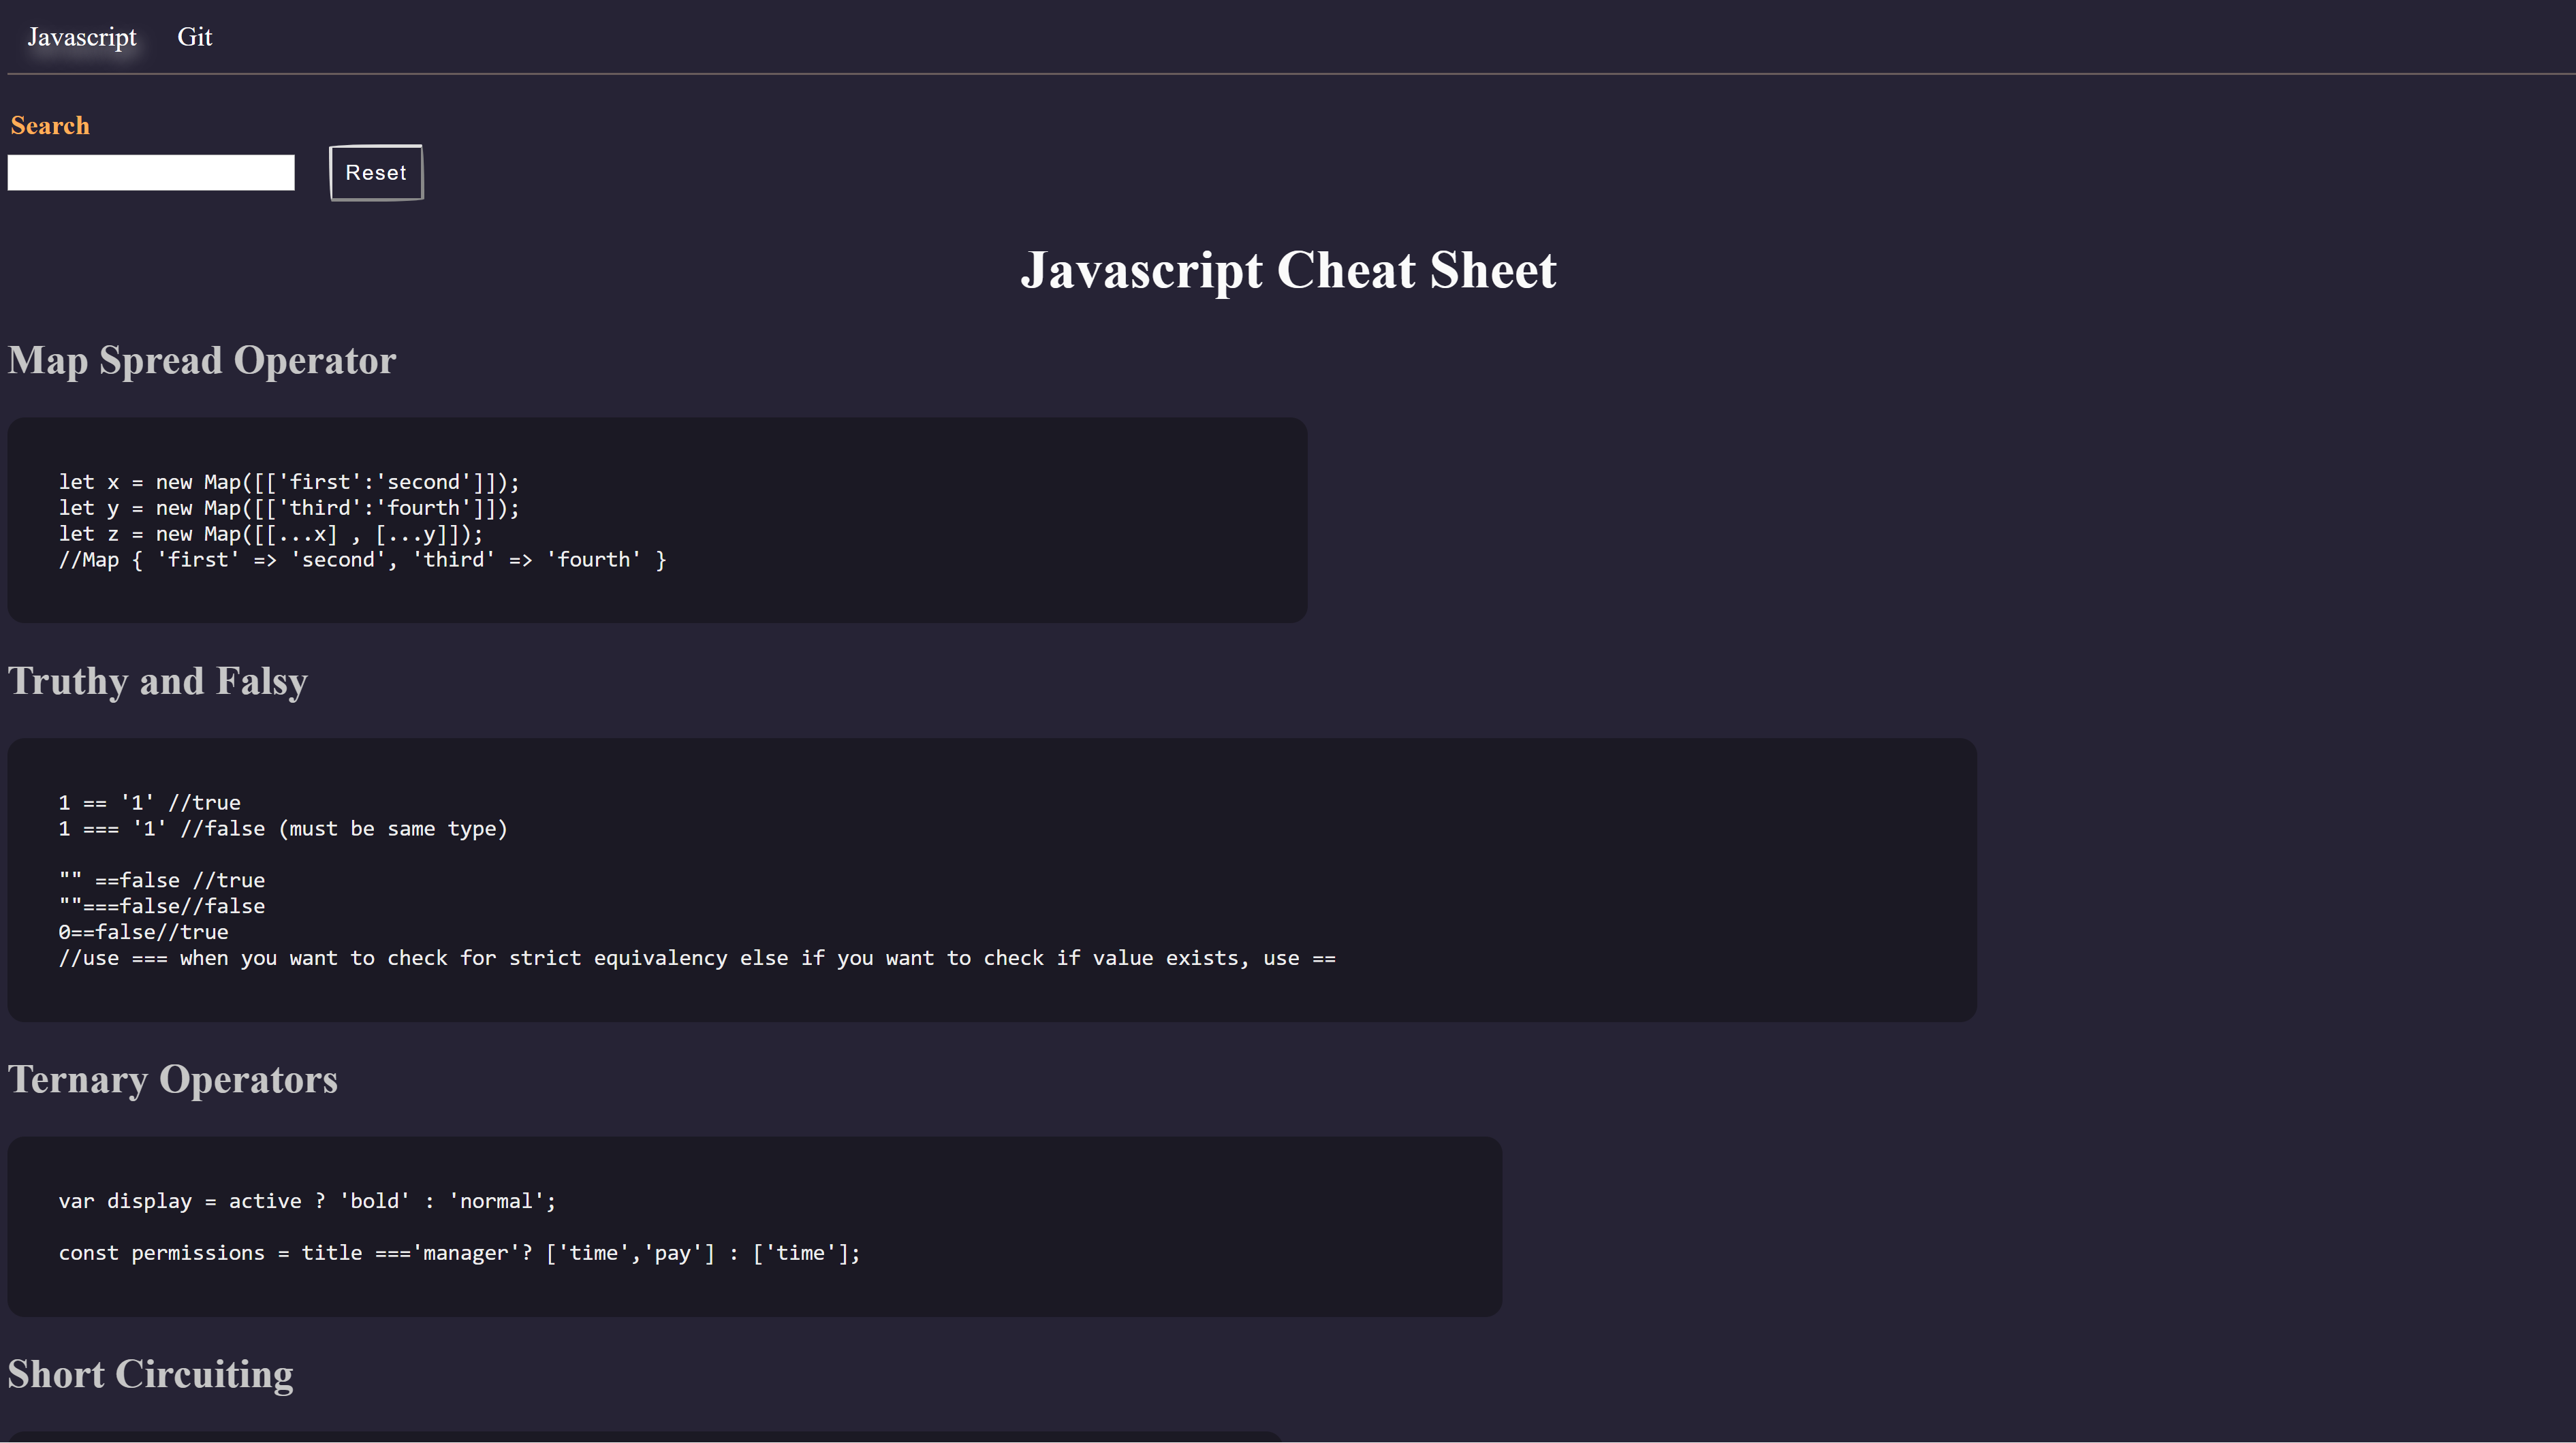 Javascript Git
Search
Reset
Javascript Cheat Sheet
Map Spread Operator
let x = new Map([['first':'second']]);
let y = new Map([['third':'fourth']]);
let z = new Map([[...x] , [...y]]);
//Map { 'first' => 'second', 'third' => 'fourth' }
Truthy and Falsy
1 == '1' //true
1 === '1' //false (must be same type)
"" ==false //true
""===false//false
0==false//true
//use === when you want to check for strict equivalency else if you want to check if value exists, use ==
Ternary Operators
var display = active ? 'bold' : 'normal';
const permissions = title ==='manager'? ['time','pay'] : ['time'];
Short Circuiting